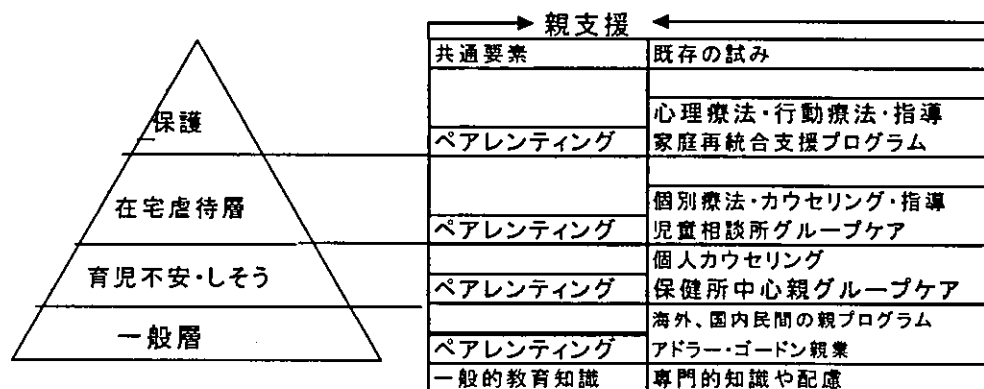 親支援
共通要素 既存の試み
保護
心理療法・行動療法・指導
ペアレンティング 家庭再統合支援プログラム
在宅虐待層
個別療法・カウセリング・指導
ペアレンティング 児童相談所グループケア
育児不安・しそう
個人カウセリング
ペアレンティング 保健所中心親グループケア
一般層
海外、国内民間の親プログラム
ペアレンティング アドラー・ゴードン親業
一般的教育知識 専門的知識や配慮